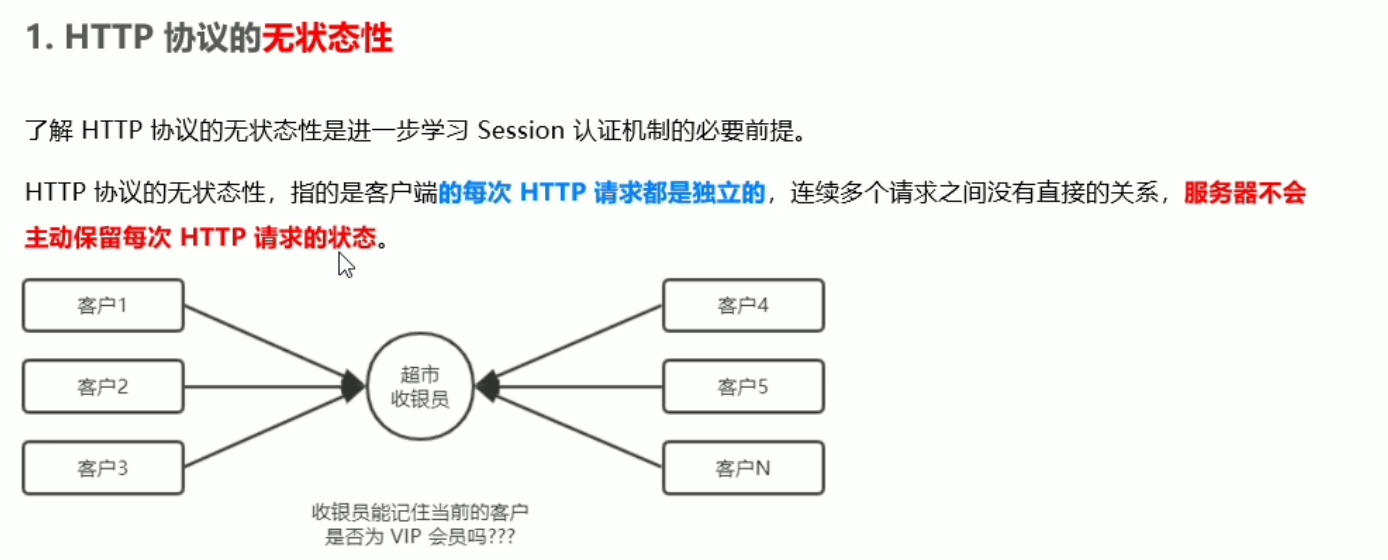 1. HTTP 协议的无状态性
了解 HTTP 协议的无状态性是进一步学习 Session 认证机制的必要前提。
HTTP 协议的无状态性，指的是客户端的每次 HTTP 请求都是独立的，连续多个请求之间没有直接的关系，服务器不会
主动保留每次 HTTP 请求的状态。
客户1
客户2
客户3
超市
收银员
客户4
客户5
客户N
收银员能记住当前的客户
是否为 VIP 会员吗???